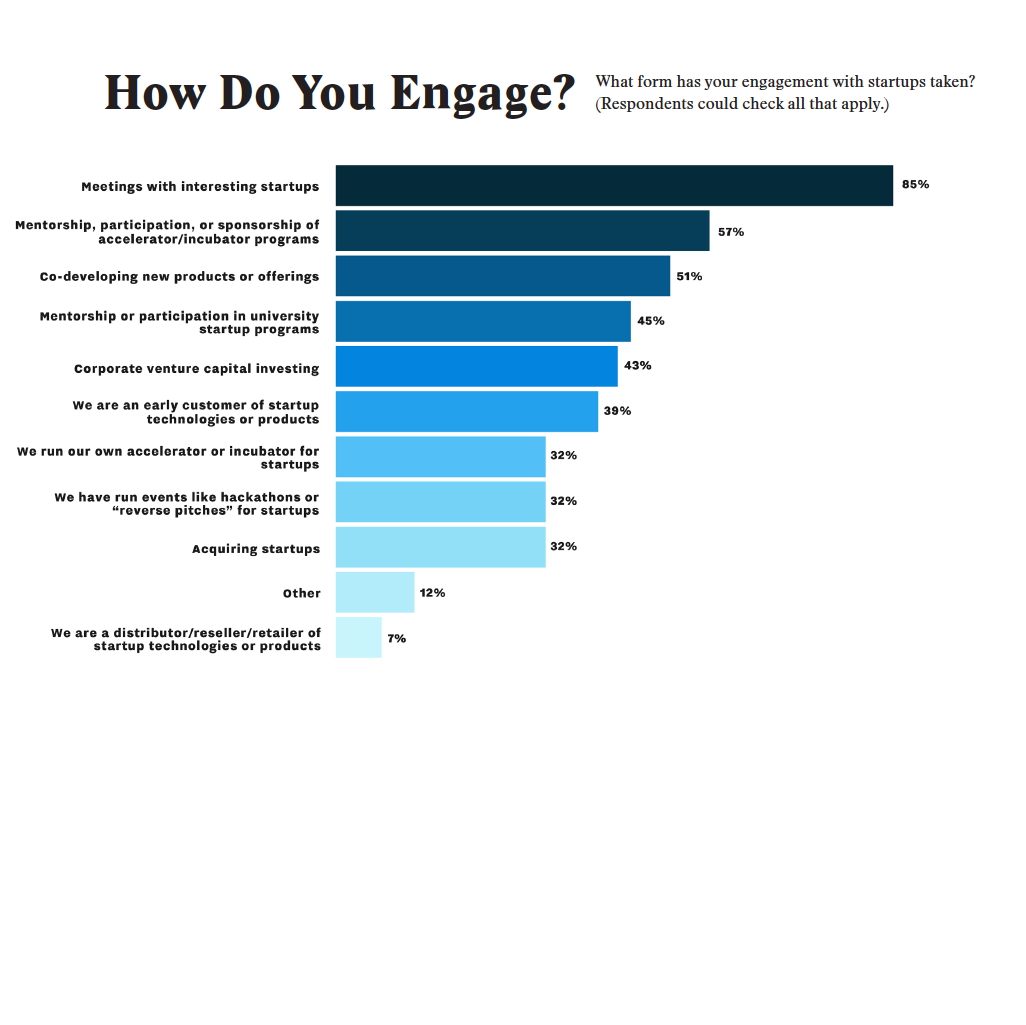 How Do You Engage?
What form has your engagement with startups taken?
(Respondents could check all that apply.)
Meetings with interesting startups
85%
Mentorship, participation, or sponsorship of
accelerator/incubator programs
57%
Co-developing new products or offerings
51%
Mentorship or participation in university
startup programs
45%
Corporate venture capital investing
43%
We are an early customer of startup
technologies or products
39%
We run our own accelerator or incubator for
startups
32%
We have run events like hackathons or
“reverse pitches” for startups
32%
Acquiring startups
32%
Other
12%
We are a distributor/reseller/retailer of
startup technologies or products
7%